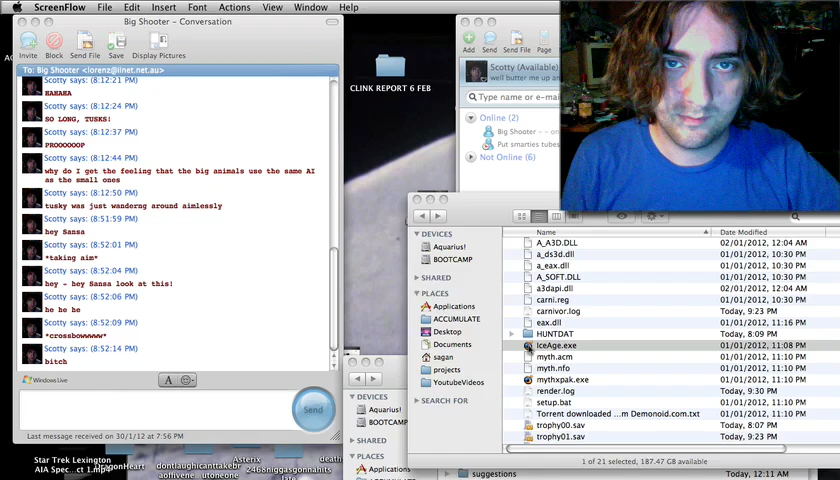 ScreenFlow File Edit Insert Font Actions View Window Help
Big Shooter - Conversation
Invite Block Send File Save Display Pictures
To: Big Shooter <lorenz@iinet.net.au>
Scotty says: (8:12:21 PM)
HAHAHA
Scotty says: (8:12:24 PM)
SO LONG, TUSKS!
Scotty says: (8:12:37 PM)
PROOOOOOP
Scotty says: (8:12:44 PM)
why do I get the feeling that the big animals use the same AI
as the small ones
Scotty says: (8:12:50 PM)
tusky was just wanderng around aimlessly
Scotty says: (8:51:59 PM)
hey Sansa
Scotty says: (8:52:01 PM)
*taking aim*
Scotty says: (8:52:04 PM)
hey - hey Sansa look at this!
Scotty says: (8:52:06 PM)
he he he
Scotty says: (8:52:09 PM)
*crossbowwwww*
Scotty says: (8:52:14 PM)
bitch
Windows Live
A
Send
Last message received on 30/1/12 at 7:56 PM
CLINK REPORT 6 FEB
Add Send Send File Page
Scotty (Available)
well butter me up an
Type name or e-mai
Online (2)
Big Shooter
Put smarties tubes
Not Online (6)
DEVICES
Aquarius!
BOOTCAMP
SHARED
PLACES
Applications
ACCUMULATE
Desktop
Documents
sagan
projects
YouTubeVideos
SEARCH FOR
Name Date Modified
A_A3D.DLL 02/01/2012, 12:04 AM
a_ds3d.dll 01/01/2012, 10:30 PM
a_eax.dll 01/01/2012, 10:30 PM
A_SOFT.DLL 01/01/2012, 10:30 PM
a3dapi.dll 02/01/2012, 12:04 AM
carni.reg 01/01/2012, 10:30 PM
carnivor.log Today, 9:23 PM
eax.dll 01/01/2012, 11:16 PM
HUNTDAT Today, 8:09 PM
IceAge.exe 01/01/2012, 11:08 PM
myth.acm 01/01/2012, 11:10 PM
myth.nfo 01/01/2012, 11:10 PM
mythxpak.exe 01/01/2012, 11:10 PM
render.log Today, 9:23 PM
setup.bat 01/01/2012, 11:10 PM
Torrent downloaded ...m Demonoid.com.txt 01/01/2012, 11:10 PM
trophy00.sav Today, 8:07 PM
trophy01.sav Today, 9:23 PM
1 of 21 selected, 187.47 GB available
DEVICES
Aquarius!
BOOTCAMP
SHARED
PLACES
Applications
suggestions Today, 12:11 AM
Star Trek Lexington
AIA Spec...ct 1.mp4
DragonHeart
dontlaughicanttakebr
Asterix
death